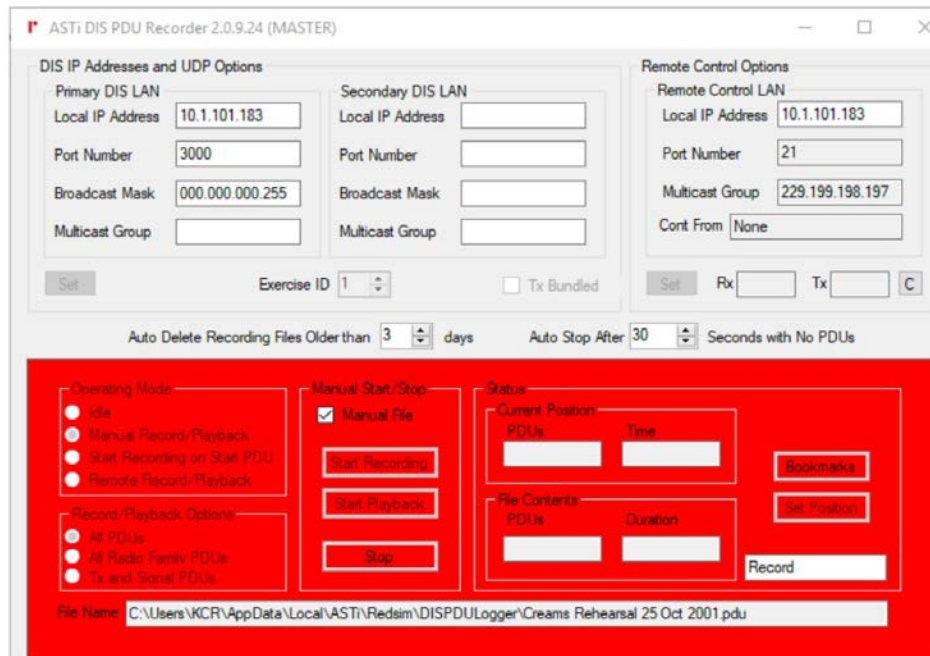 ASTi DIS PDU Recorder 2.0.9.24 (MASTER)
DIS IP Addresses and UDP Options
Primary DIS LAN
Local IP Address 10.1.101.183
Port Number 3000
Broadcast Mask 000.000.000.255
Multicast Group
Secondary DIS LAN
Local IP Address
Port Number
Broadcast Mask
Multicast Group
Set
Exercise ID 1
Tx Bundled
Remote Control Options
Remote Control LAN
Local IP Address 10.1.101.183
Port Number 21
Multicast Group 229.199.198.197
Cont From None
Set Rx Tx C
Auto Delete Recording Files Older than 3 days
Auto Stop After 30 Seconds with No PDUs
Operating Mode
Idle
Manual Record/Playback
Start Recording on Start PDU
Remote Record/Playback
Record/Playback Options
All PDUs
All Radio Family PDUs
Tx and Signal PDUs
Manual Start/Stop
Manual File
Start Recording
Start Playback
Stop
Status
Current Position
PDUs Time
File Contents
PDUs Duration
Bookmarks
Set Position
Record
File Name C:\Users\KCR\AppData\Local\ASTi\Redsim\DISPDULogger\Creams Rehearsal 25 Oct 2001.pdu